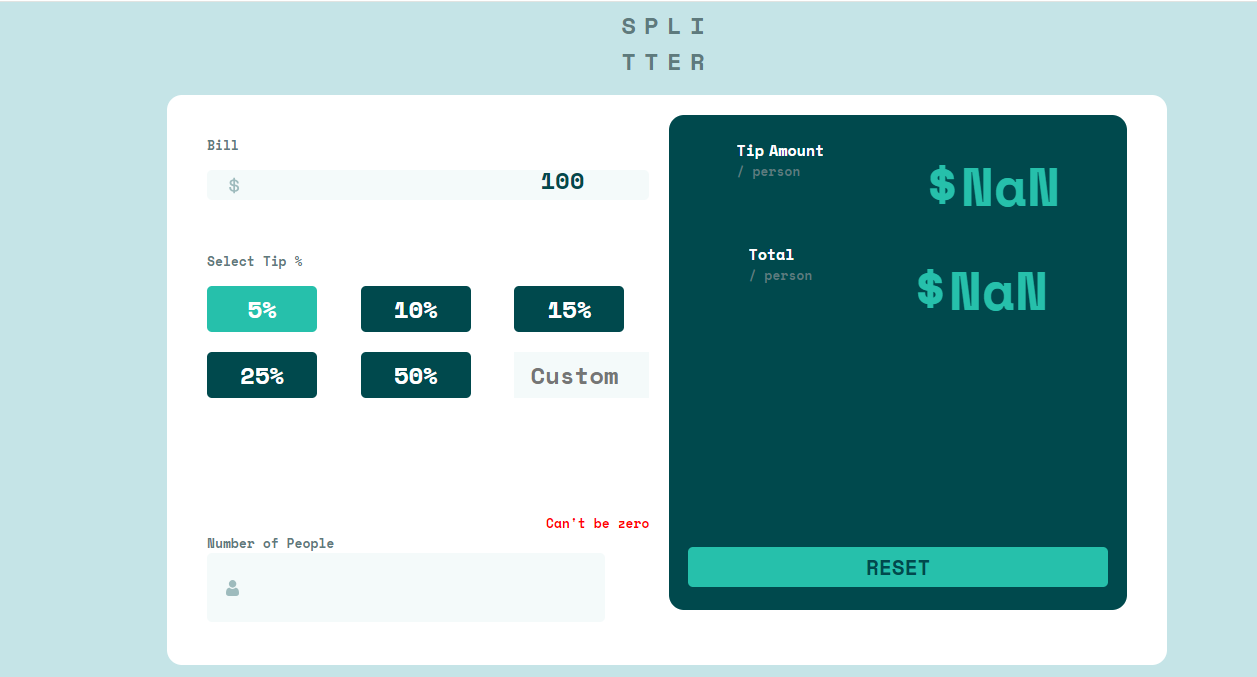 SPLI
TTER
Bill
$ 100
Select Tip %
5% 10% 15%
25% 50% Custom
Can't be zero
Number of People
Tip Amount
/ person
$NaN
Total
/ person
$NaN
RESET